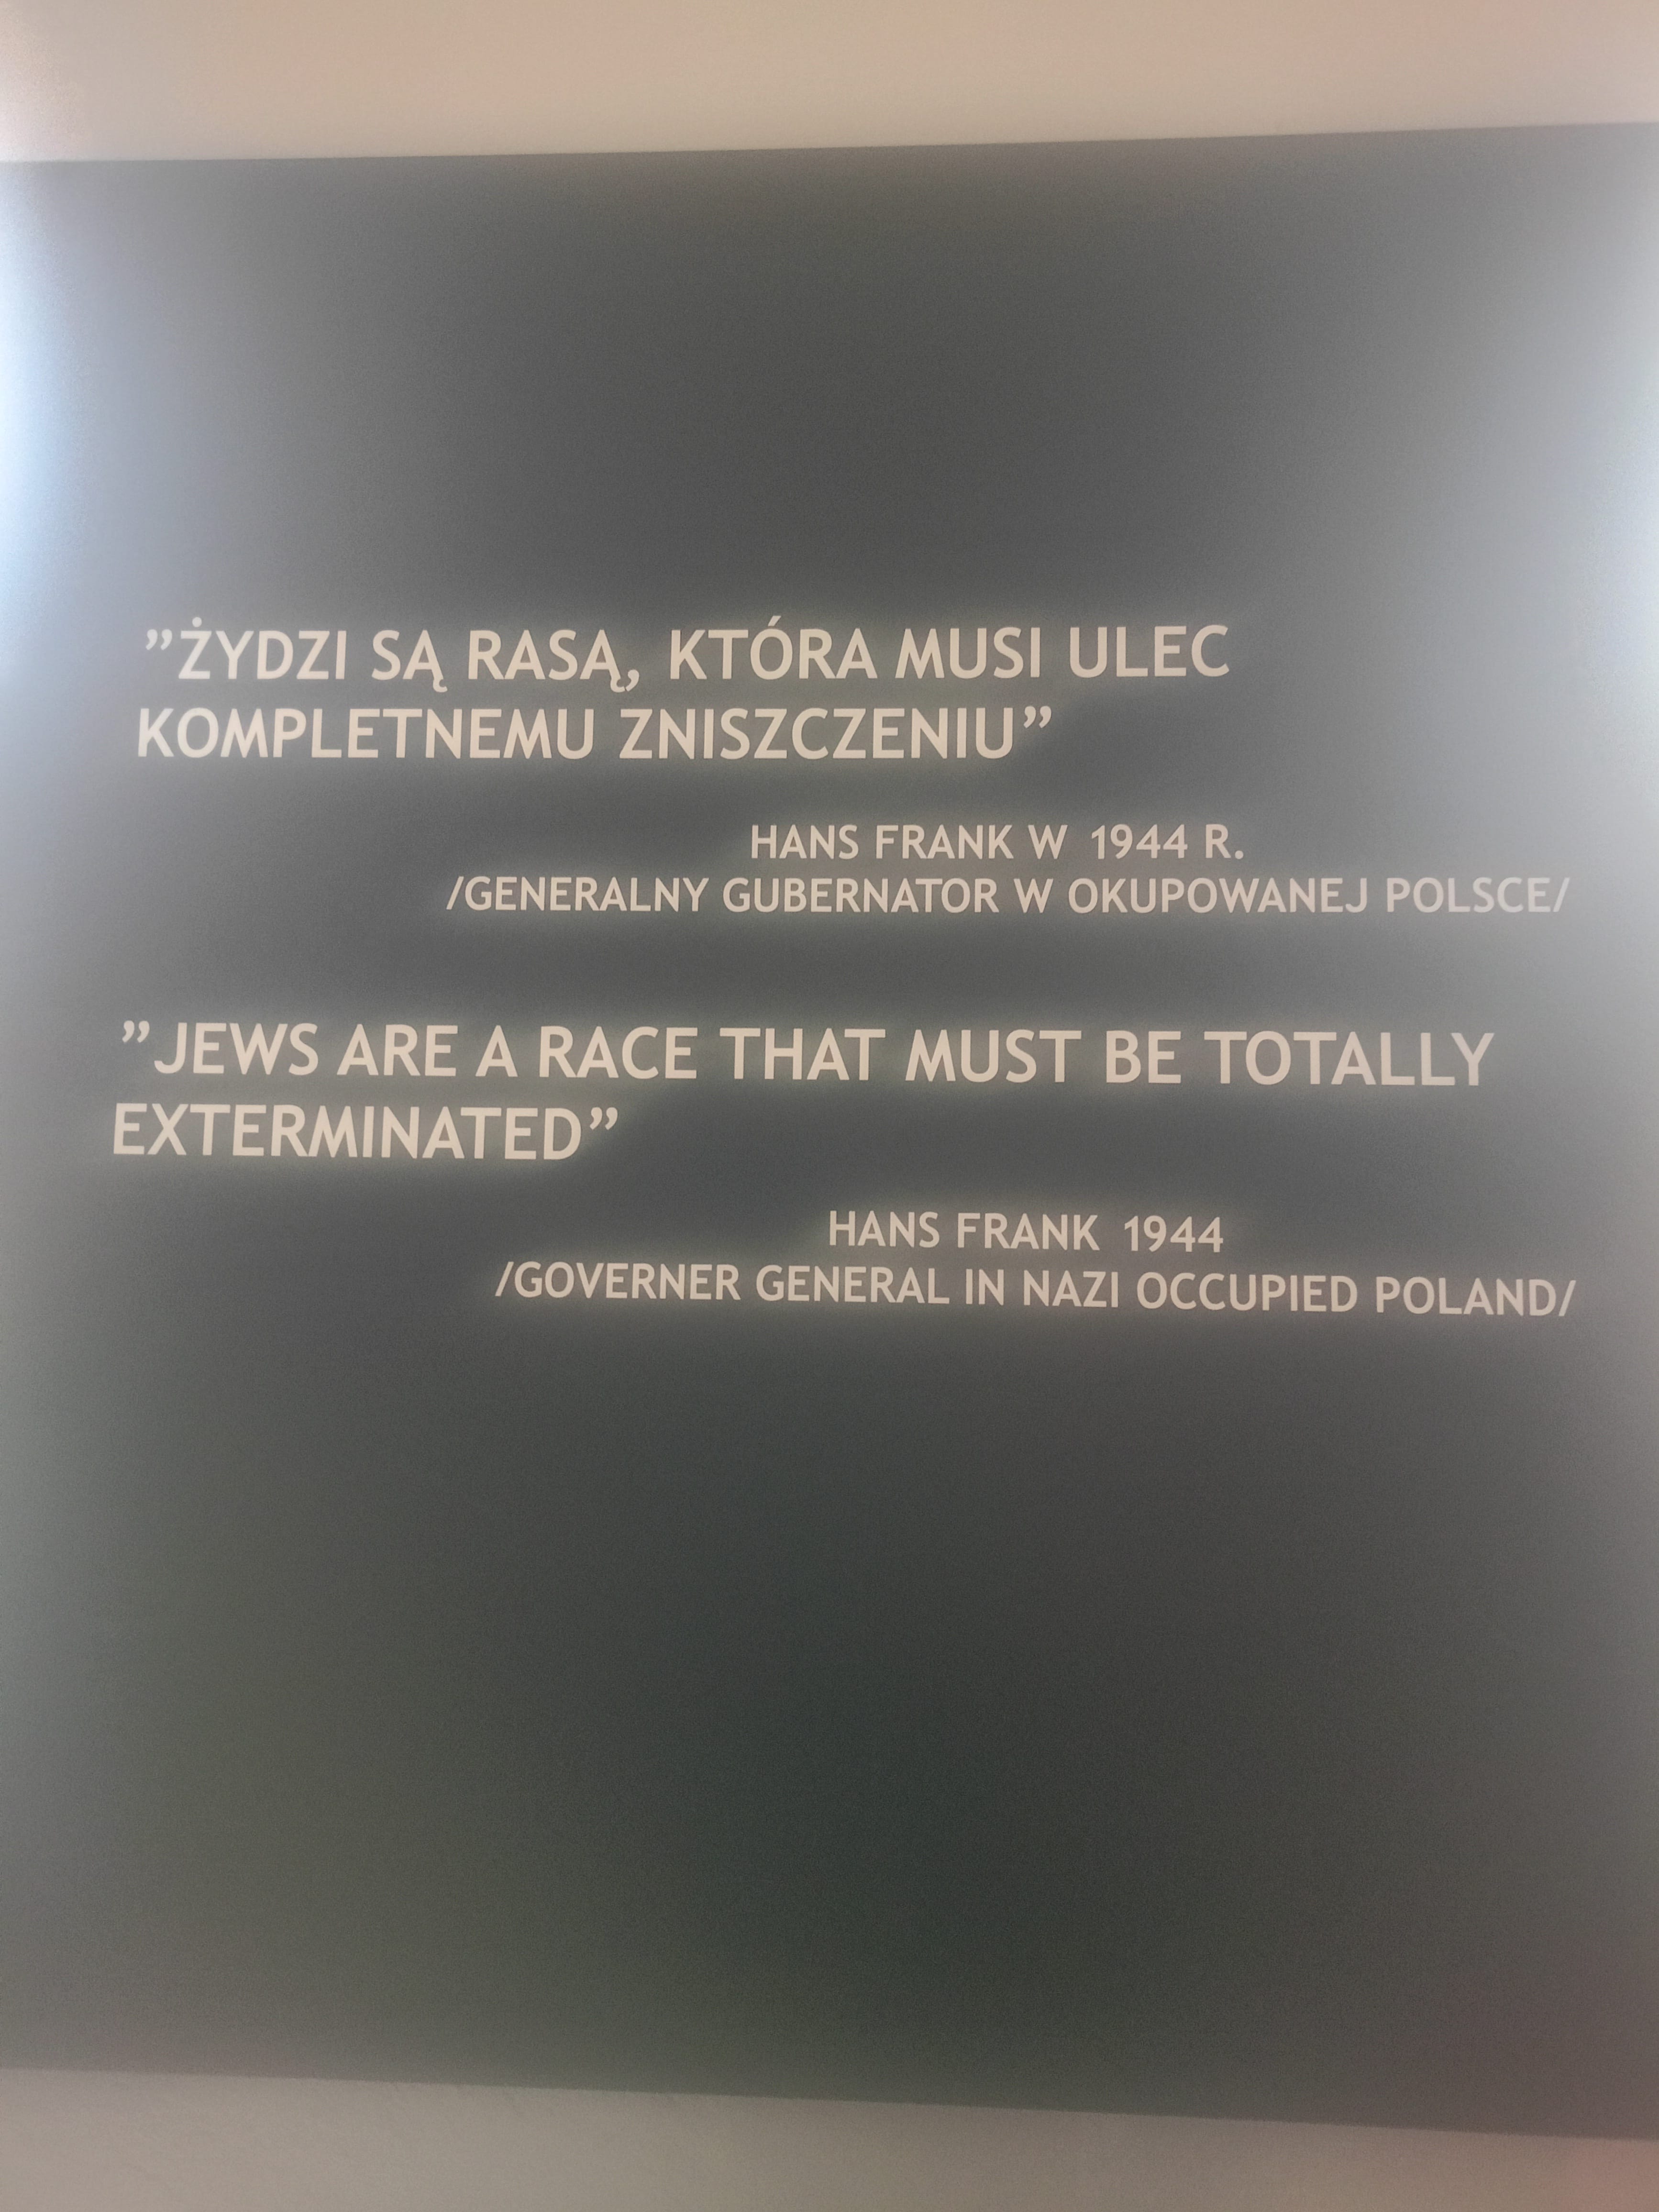 ”ŻYDZI SĄ RASĄ, KTÓRA MUSI ULEC
KOMPLETNEMU ZNISZCZENIU”
HANS FRANK W 1944 R.
/GENERALNY GUBERNATOR W OKUPOWANEJ POLSCE/
”JEWS ARE A RACE THAT MUST BE TOTALLY
EXTERMINATED”
HANS FRANK 1944
/GOVERNER GENERAL IN NAZI OCCUPIED POLAND/